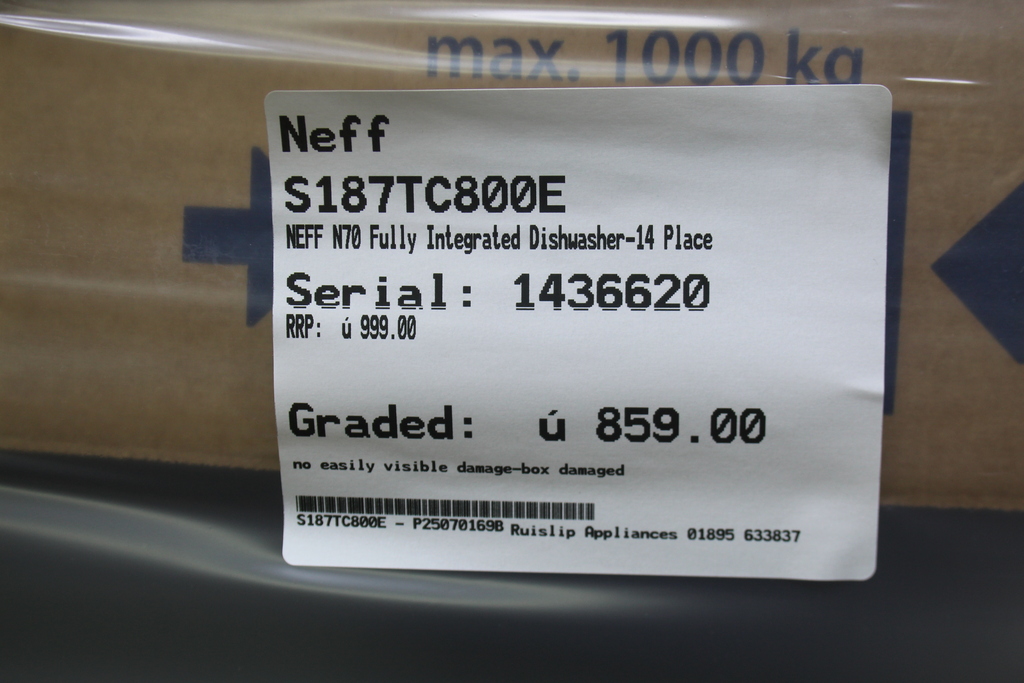 max. 1000 kg
Neff
S187TC800E
NEFF N70 Fully Integrated Dishwasher-14 Place
Serial: 1436620
RRP: ú 999.00
Graded: ú 859.00
no easily visible damage-box damaged
S187TC800E - P25070169B Ruislip Appliances 01895 633837